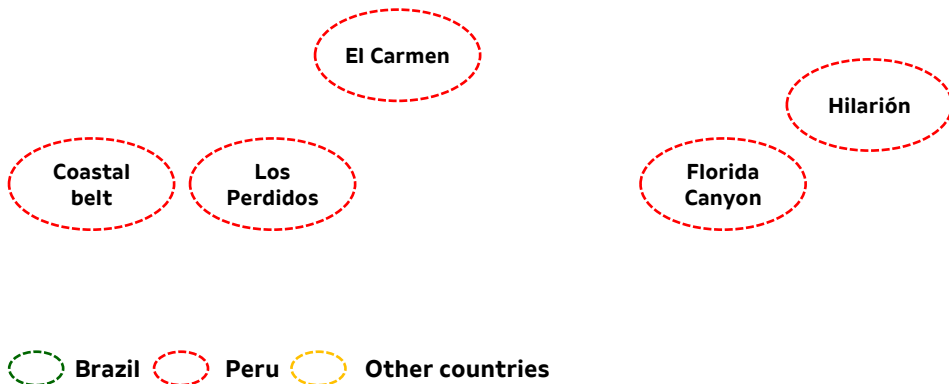 El Carmen
Hilarión
Coastal
belt
Los
Perdidos
Florida
Canyon
Brazil
Peru
Other countries